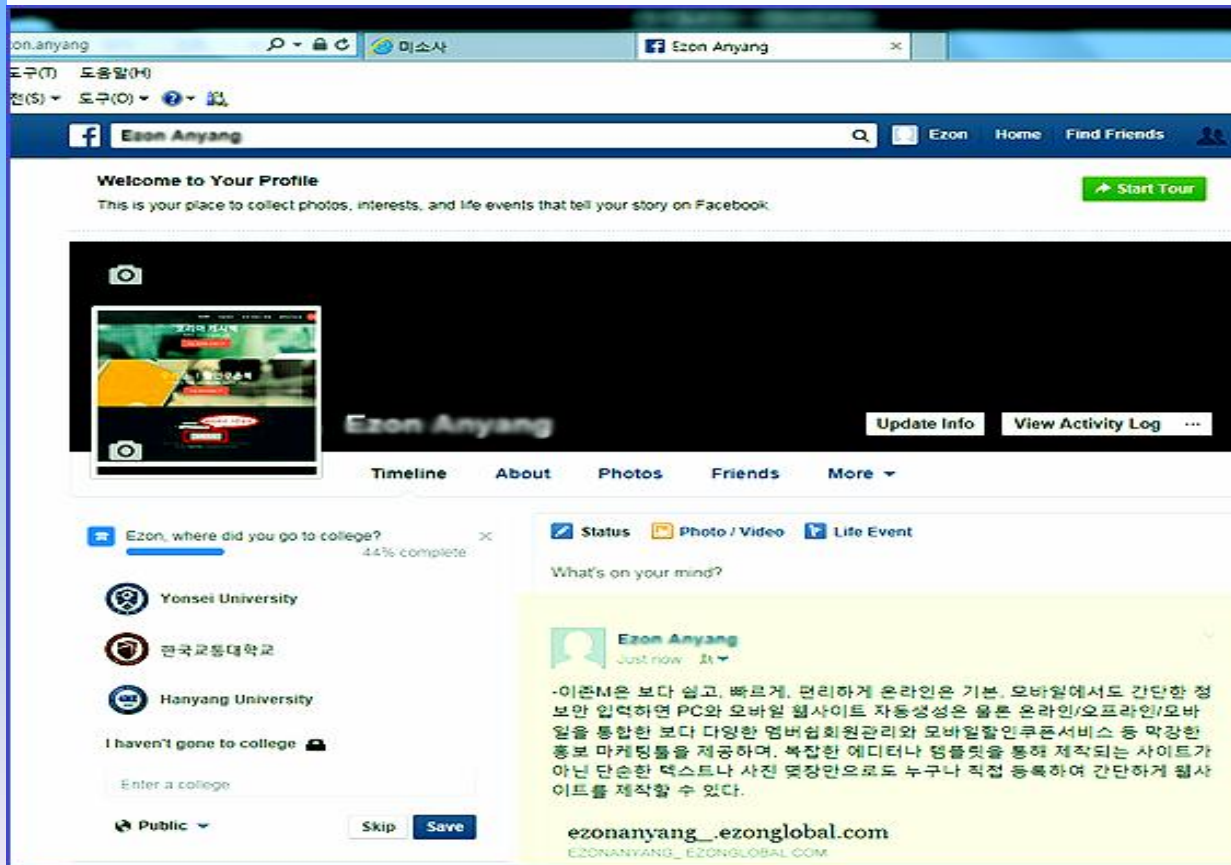 on.anyang
미소사
Ezon Anyang
도구(T) 도움말(H)
전(S) 도구(O)
Ezon Anyang
Ezon Home Find Friends
Welcome to Your Profile
Start Tour
This is your place to collect photos, interests, and life events that tell your story on Facebook.
코리아 캐시백
Ezon Anyang
Update Info View Activity Log ...
Timeline About Photos Friends More
Ezon, where did you go to college?
44% complete
Yonsei University
한국교통대학교
Hanyang University
I haven't gone to college
Enter a college
Public Skip Save
Status Photo / Video Life Event
What's on your mind?
Ezon Anyang
Just now
-이존M은 보다 쉽고, 빠르게, 편리하게 온라인은 기본, 모바일에서도 간단한 정
보만 입력하면 PC와 모바일 웹사이트 자동생성은 물론 온라인/오프라인/모바
일을 통합한 보다 다양한 멤버쉽회원관리와 모바일할인쿠폰서비스 등 막강한
홍보 마케팅툴을 제공하며, 복잡한 에디터나 템플릿을 통해 제작되는 사이트가
아닌 단순한 텍스트나 사진 몇장만으로도 누구나 직접 등록하여 간단하게 웹사
이트를 제작할 수 있다.
ezonanyang_.ezonglobal.com
EZONANYANG_.EZONGLOBAL.COM